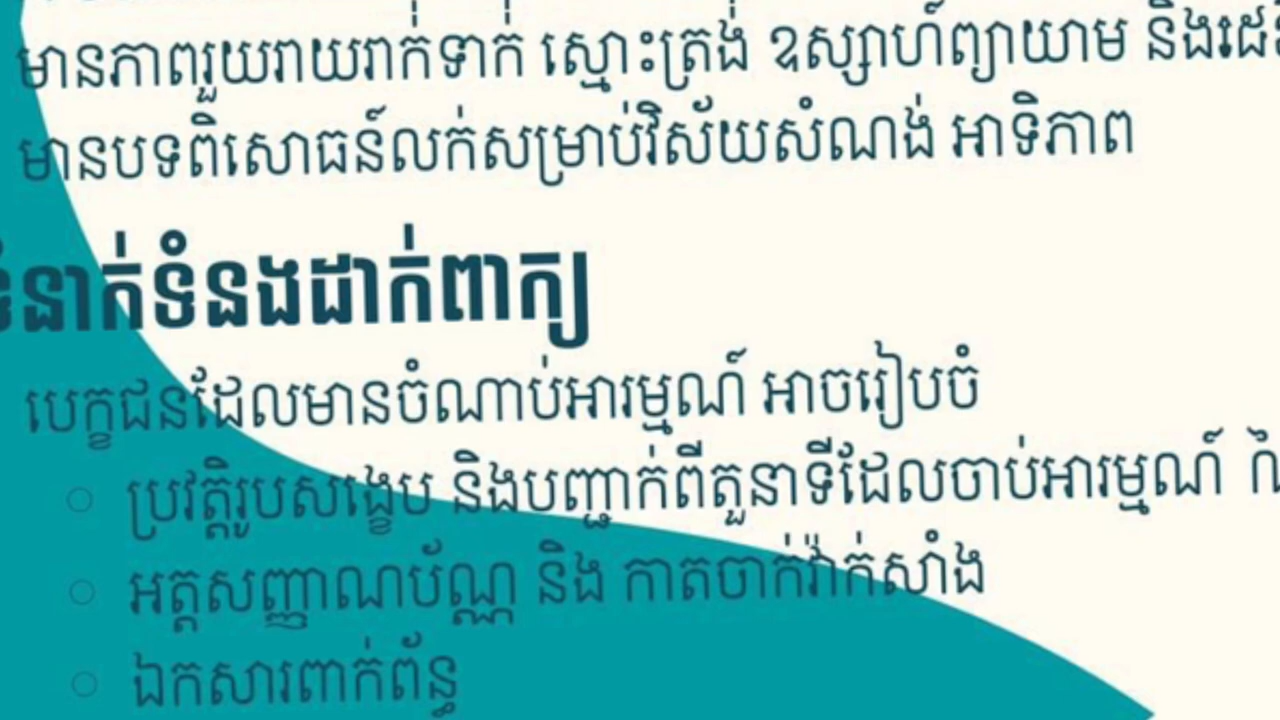 មានភាពរួយរាយរាក់ទាក់ ស្មោះត្រង់ ឧស្សាហ៍ព្យាយាម និង
មានបទពិសោធន៍លក់សម្រាប់វិស័យសំណង់ អាទិភាព
ទំនាក់ទំនងដាក់ពាក្យ
បេក្ខជនដែលមានចំណាប់អារម្មណ៍ អាចរៀបចំ
ប្រវត្តិរូបសង្ខេប និងបញ្ជាក់ពីតួនាទីដែលចាប់អារម្មណ៍
អត្តសញ្ញាណប័ណ្ណ និង កាតចាក់វ៉ាក់សាំង
ឯកសារពាក់ព័ន្ធ